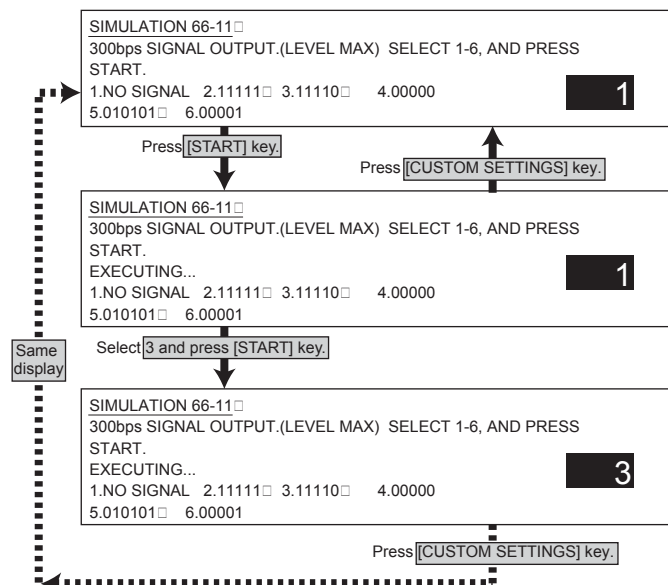 SIMULATION 66-11□
300bps SIGNAL OUTPUT.(LEVEL MAX) SELECT 1-6, AND PRESS
START.
1.NO SIGNAL 2.11111□ 3.11110□ 4.00000
5.010101□ 6.00001
1
Press [START] key.
Press [CUSTOM SETTINGS] key.
SIMULATION 66-11□
300bps SIGNAL OUTPUT.(LEVEL MAX) SELECT 1-6, AND PRESS
START.
EXECUTING...
1.NO SIGNAL 2.11111□ 3.11110□ 4.00000
5.010101□ 6.00001
1
Same
display
Select 3 and press [START] key.
SIMULATION 66-11□
300bps SIGNAL OUTPUT.(LEVEL MAX) SELECT 1-6, AND PRESS
START.
EXECUTING...
1.NO SIGNAL 2.11111□ 3.11110□ 4.00000
5.010101□ 6.00001
3
Press [CUSTOM SETTINGS] key.